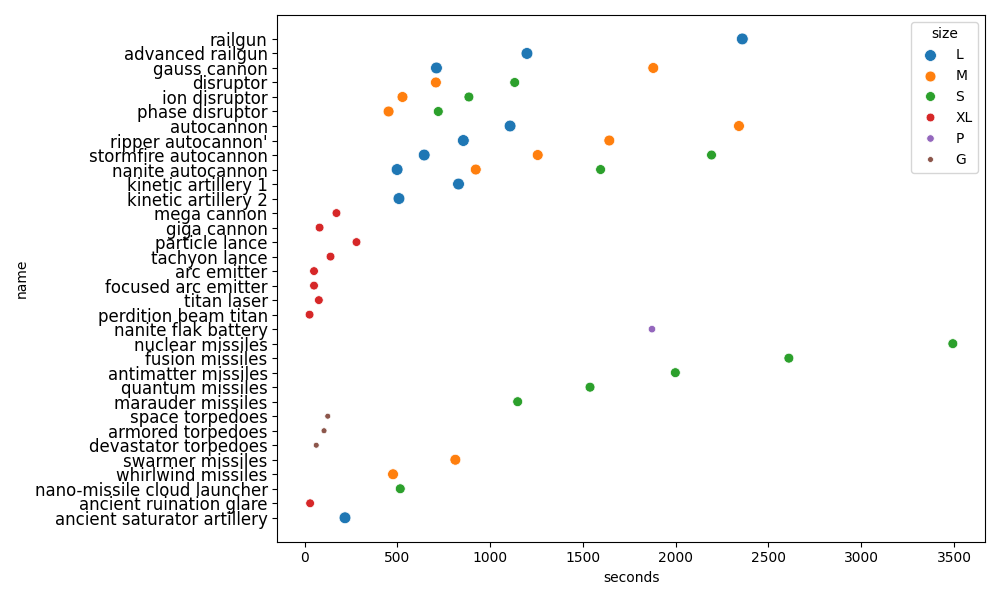 railgun
advanced railgun
gauss cannon
disruptor
ion disruptor
phase disruptor
autocannon
ripper autocannon'
stormfire autocannon
nanite autocannon
kinetic artillery 1
kinetic artillery 2
mega cannon
giga cannon
particle lance
tachyon lance
arc emitter
focused arc emitter
titan laser
perdition beam titan
nanite flak battery
nuclear missiles
fusion missiles
antimatter missiles
quantum missiles
marauder missiles
space torpedoes
armored torpedoes
devastator torpedoes
swarmer missiles
whirlwind missiles
nano-missile cloud launcher
ancient ruination glare
ancient saturator artillery
name
0 500 1000 1500 2000 2500 3000 3500
seconds
size
L
M
S
XL
P
G